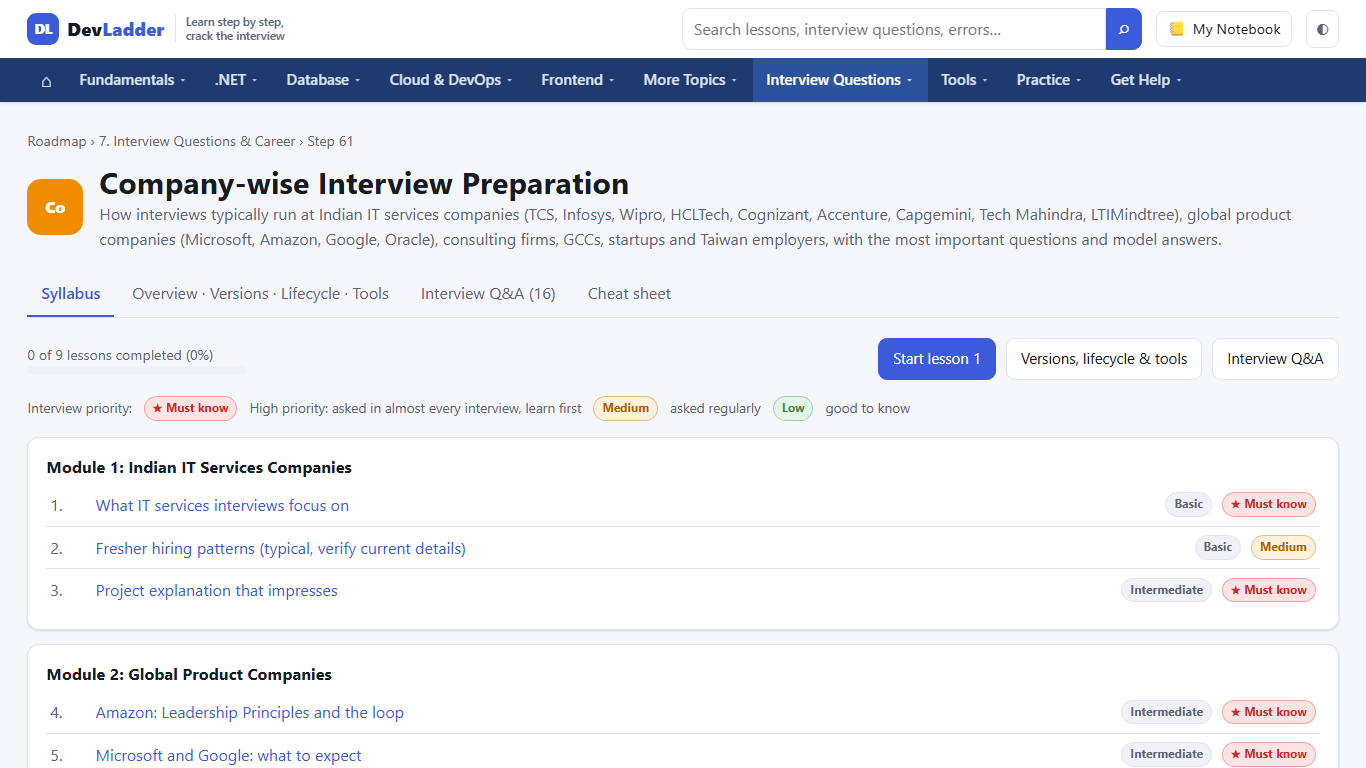 DL DevLadder
Learn step by step,
crack the interview
Search lessons, interview questions, errors...
My Notebook
Fundamentals .NET Database Cloud & DevOps Frontend More Topics Interview Questions Tools Practice Get Help
Roadmap › 7. Interview Questions & Career › Step 61
Co
Company-wise Interview Preparation
How interviews typically run at Indian IT services companies (TCS, Infosys, Wipro, HCLTech, Cognizant, Accenture, Capgemini, Tech Mahindra, LTIMindtree), global product
companies (Microsoft, Amazon, Google, Oracle), consulting firms, GCCs, startups and Taiwan employers, with the most important questions and model answers.
Syllabus Overview · Versions · Lifecycle · Tools Interview Q&A (16) Cheat sheet
0 of 9 lessons completed (0%)
Start lesson 1 Versions, lifecycle & tools Interview Q&A
Interview priority: ★ Must know High priority: asked in almost every interview, learn first Medium asked regularly Low good to know
Module 1: Indian IT Services Companies
1. What IT services interviews focus on Basic ★ Must know
2. Fresher hiring patterns (typical, verify current details) Basic Medium
3. Project explanation that impresses Intermediate ★ Must know
Module 2: Global Product Companies
4. Amazon: Leadership Principles and the loop Intermediate ★ Must know
5. Microsoft and Google: what to expect Intermediate ★ Must know